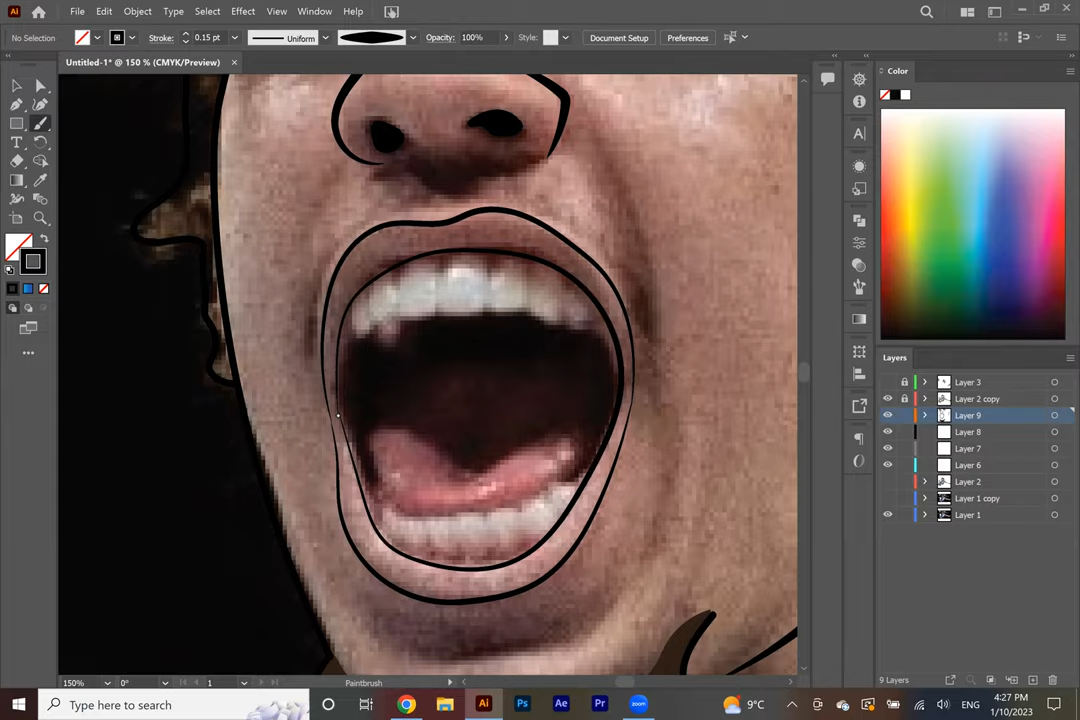 Ai File Edit Object Type Select Effect View Window Help
No Selection Stroke: 0.15 pt Uniform Opacity: 100% Style: Document Setup Preferences
Untitled-1* @ 150 % (CMYK/Preview)
Color
Layers
Layer 3
Layer 2 copy
Layer 9
Layer 8
Layer 7
Layer 6
Layer 2
Layer 1 copy
Layer 1
150% 0° 1 Paintbrush 9 Layers
Type here to search Ai Ps Ae Pr zoom 9°C ENG 4:27 PM
1/10/2023